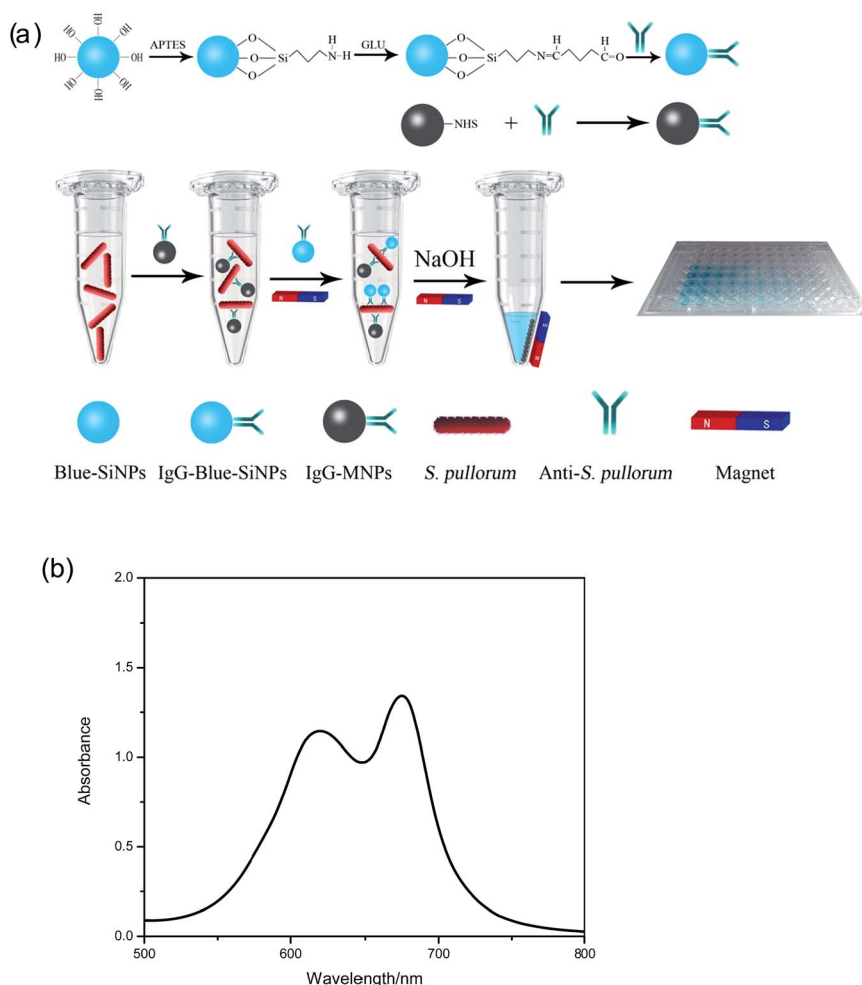 (a)
HO
HO OH
HO OH
HO OH
HO
APTES
O
O
O
Si
N
H
H
GLU
O
O
O
Si
N=C
H
H
C=O
NHS
+
NaOH
N S
N S
N S
N S
Blue-SiNPs IgG-Blue-SiNPs IgG-MNPs S. pullorum Anti-S. pullorum Magnet
(b)
2.0
1.5
1.0
0.5
0.0
Absorbance
500 600 700 800
Wavelength/nm